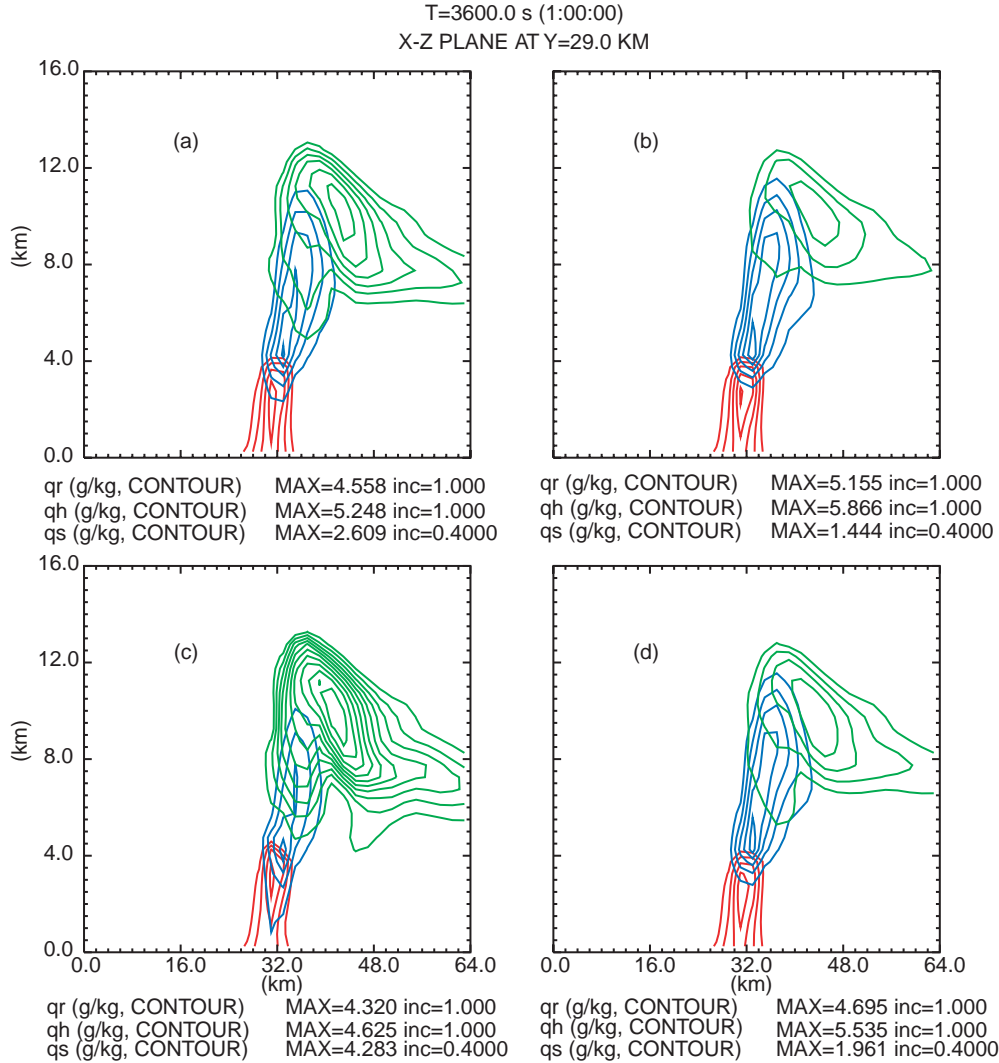 T=3600.0 s (1:00:00)
X-Z PLANE AT Y=29.0 KM
16.0
12.0
8.0
4.0
0.0
(km)
(a)
(b)
qr (g/kg, CONTOUR) MAX=4.558 inc=1.000
qh (g/kg, CONTOUR) MAX=5.248 inc=1.000
qs (g/kg, CONTOUR) MAX=2.609 inc=0.4000
qr (g/kg, CONTOUR) MAX=5.155 inc=1.000
qh (g/kg, CONTOUR) MAX=5.866 inc=1.000
qs (g/kg, CONTOUR) MAX=1.444 inc=0.4000
16.0
12.0
8.0
4.0
0.0
(km)
(c)
(d)
0.0 16.0 32.0 48.0 64.0
(km)
0.0 16.0 32.0 48.0 64.0
(km)
qr (g/kg, CONTOUR) MAX=4.320 inc=1.000
qh (g/kg, CONTOUR) MAX=4.625 inc=1.000
qs (g/kg, CONTOUR) MAX=4.283 inc=0.4000
qr (g/kg, CONTOUR) MAX=4.695 inc=1.000
qh (g/kg, CONTOUR) MAX=5.535 inc=1.000
qs (g/kg, CONTOUR) MAX=1.961 inc=0.4000